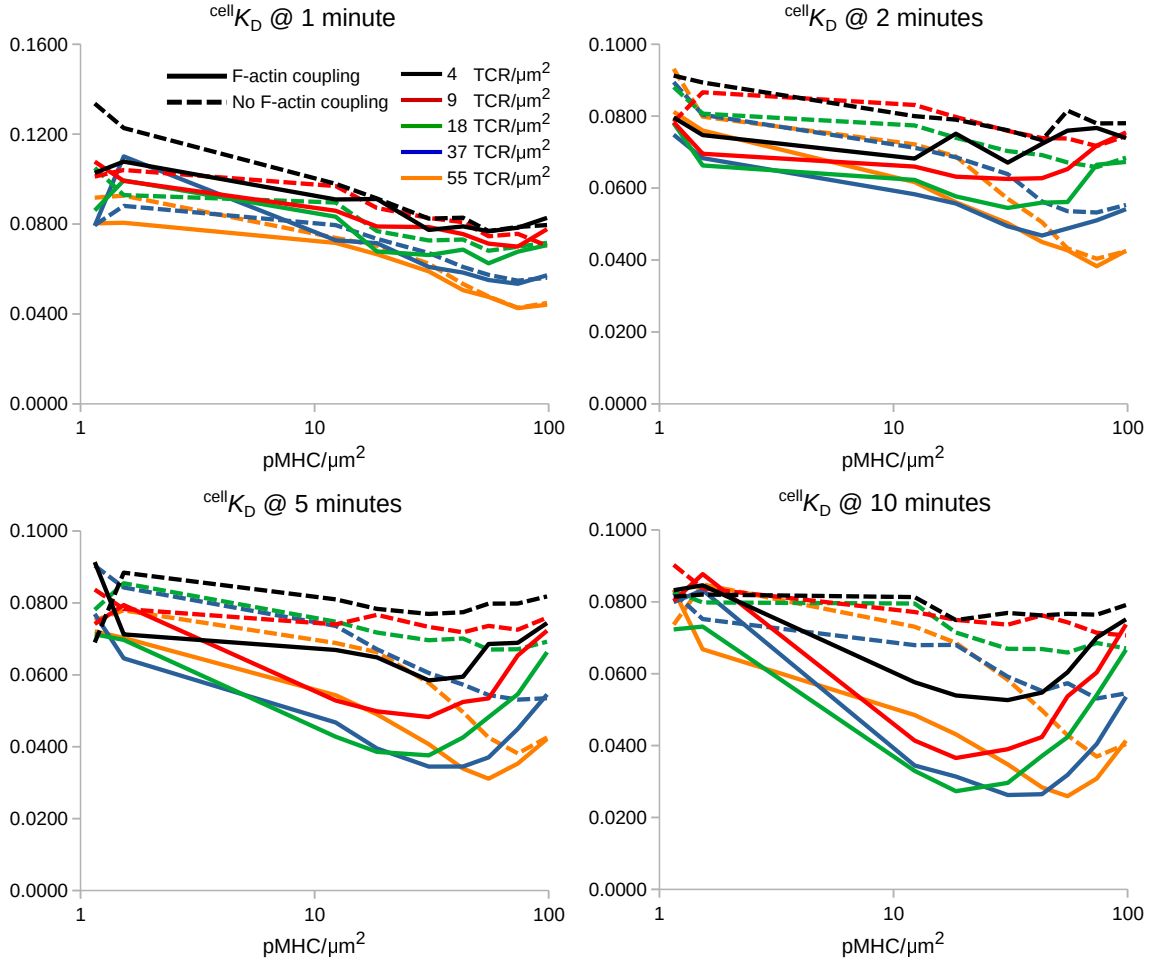 cellK_D @ 1 minute
0.1600
0.1200
0.0800
0.0400
0.0000
1
10
100
pMHC/µm²
F-actin coupling
No F-actin coupling
4 TCR/µm²
9 TCR/µm²
18 TCR/µm²
37 TCR/µm²
55 TCR/µm²
cellK_D @ 2 minutes
0.1000
0.0800
0.0600
0.0400
0.0200
0.0000
1
10
100
pMHC/µm²
cellK_D @ 5 minutes
0.1000
0.0800
0.0600
0.0400
0.0200
0.0000
1
10
100
pMHC/µm²
cellK_D @ 10 minutes
0.1000
0.0800
0.0600
0.0400
0.0200
0.0000
1
10
100
pMHC/µm²